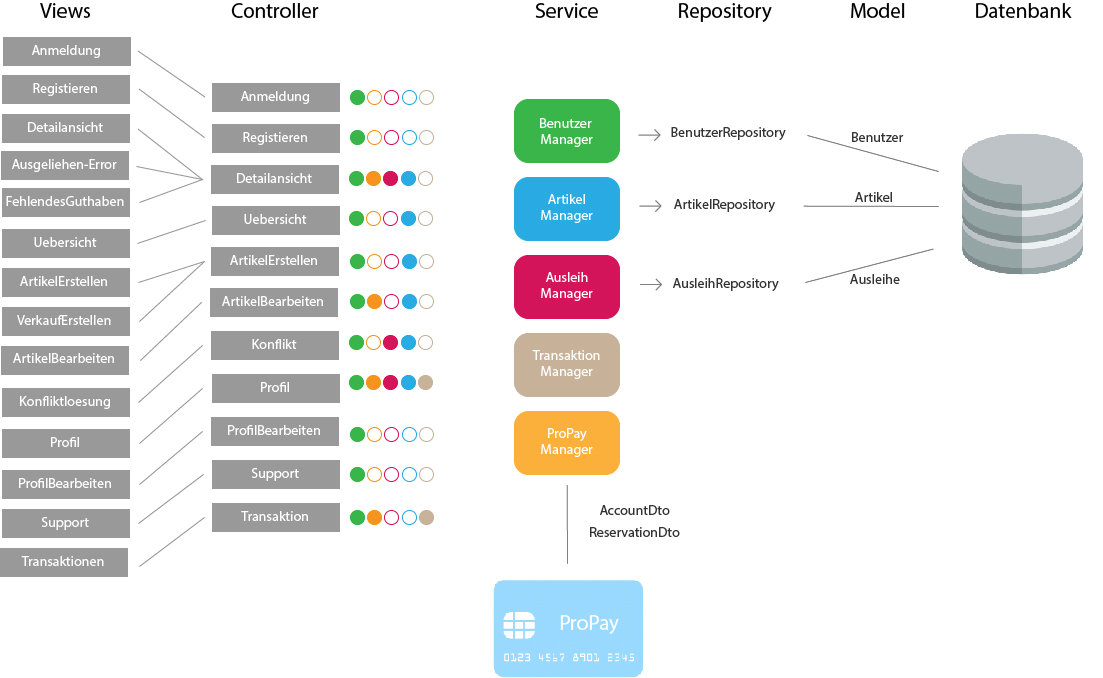 Views
Controller
Service
Repository
Model
Datenbank
Anmeldung
Registieren
Detailansicht
Ausgeliehen-Error
FehlendesGuthaben
Uebersicht
ArtikelErstellen
VerkaufErstellen
ArtikelBearbeiten
Konfliktloesung
Profil
ProfilBearbeiten
Support
Transaktionen
Anmeldung
Registieren
Detailansicht
Uebersicht
ArtikelErstellen
ArtikelBearbeiten
Konflikt
Profil
ProfilBearbeiten
Support
Transaktion
Benutzer
Manager
Artikel
Manager
Ausleih
Manager
Transaktion
Manager
ProPay
Manager
BenutzerRepository
ArtikelRepository
AusleihRepository
Benutzer
Artikel
Ausleihe
AccountDto
ReservationDto
ProPay
0123 4567 8901 2345